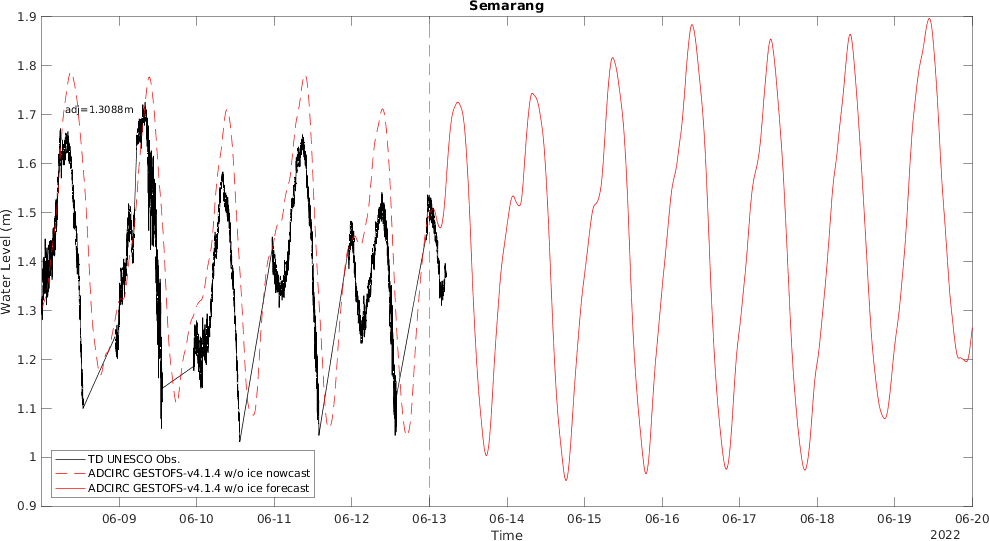 Semarang
1.9
1.8
1.7
1.6
1.5
1.4
1.3
1.2
1.1
1
0.9
Water Level (m)
adj=1.3088m
TD UNESCO Obs.
ADCIRC GESTOFS-v4.1.4 w/o ice nowcast
ADCIRC GESTOFS-v4.1.4 w/o ice forecast
06-09 06-10 06-11 06-12 06-13 06-14 06-15 06-16 06-17 06-18 06-19 06-20
Time
2022